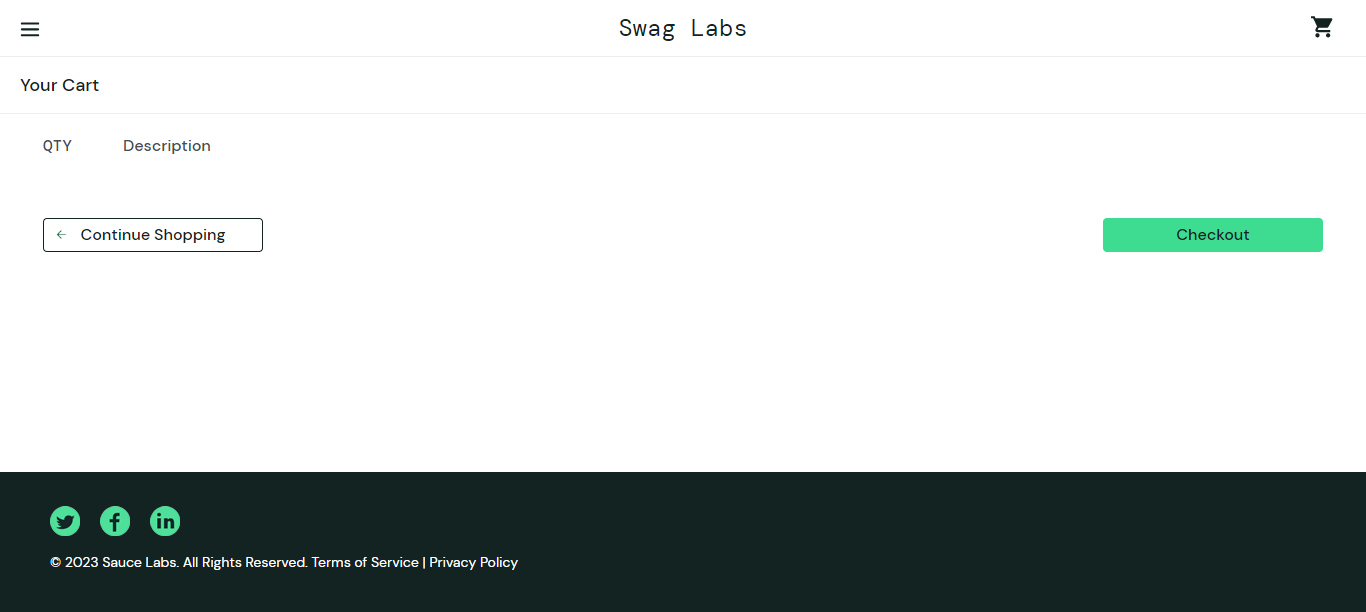 Swag Labs
Your Cart
QTY Description
Continue Shopping Checkout
© 2023 Sauce Labs. All Rights Reserved. Terms of Service | Privacy Policy